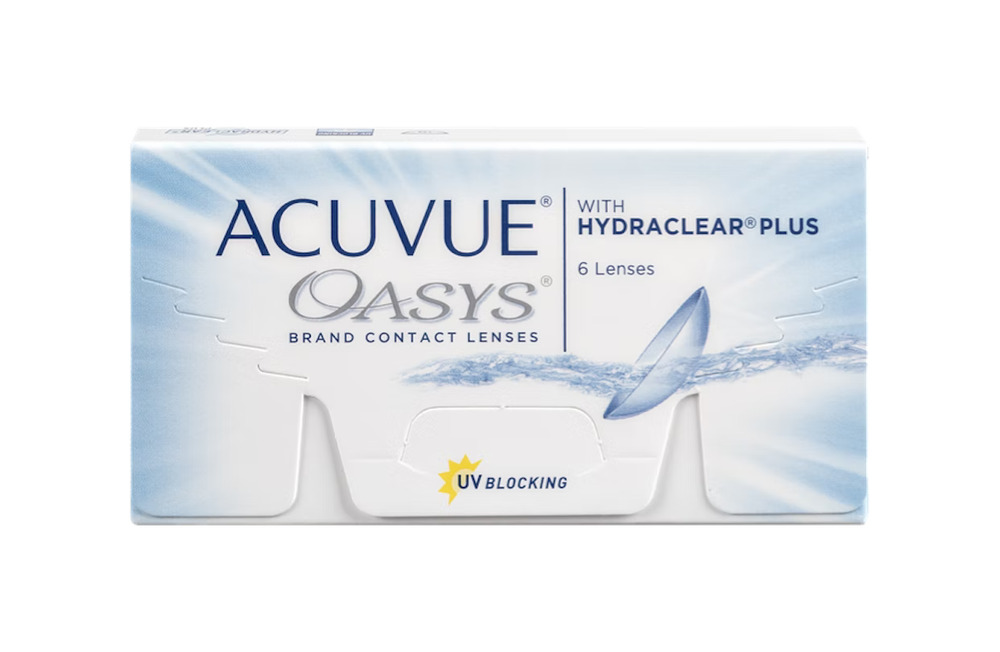 ACUVUE®
OASYS®
BRAND CONTACT LENSES
WITH
HYDRACLEAR® PLUS
6 Lenses
UV BLOCKING